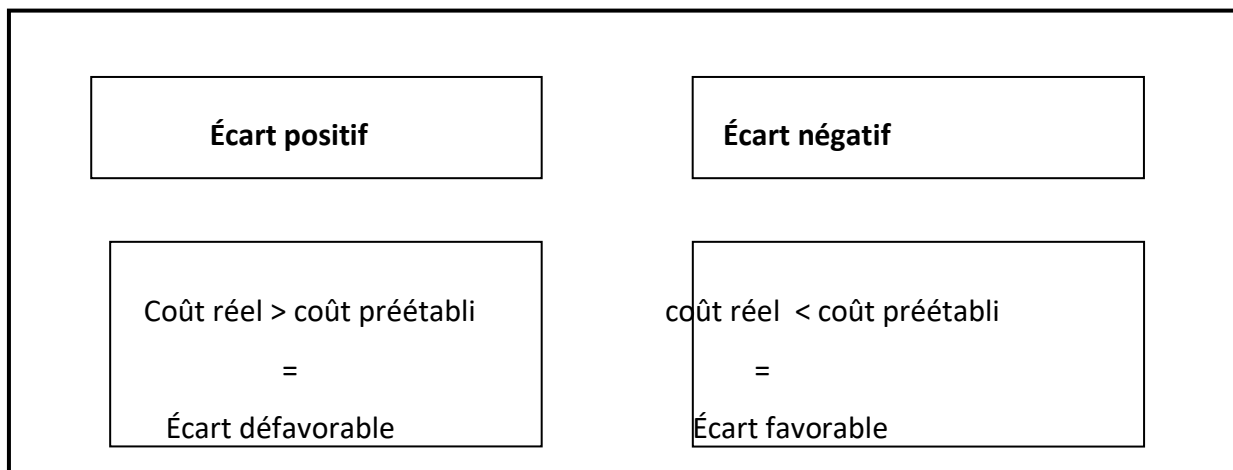 Écart positif
Écart négatif
Coût réel > coût préétabli
=
Écart défavorable
coût réel < coût préétabli
=
Écart favorable